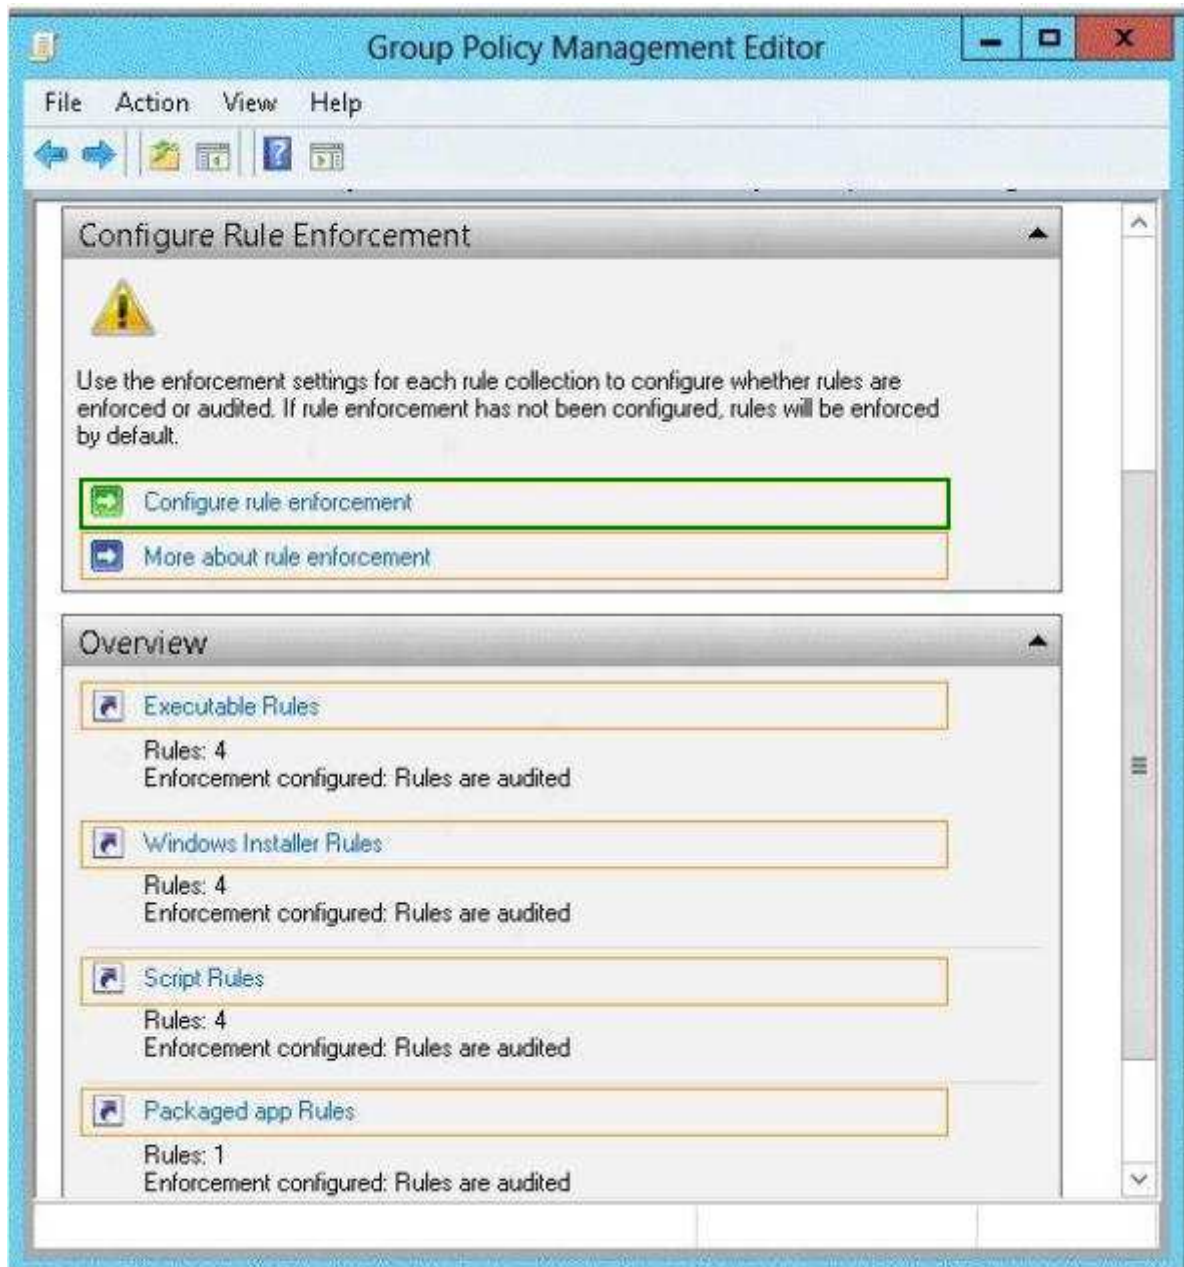 Group Policy Management Editor
File Action View Help
Configure Rule Enforcement
Use the enforcement settings for each rule collection to configure whether rules are
enforced or audited. If rule enforcement has not been configured, rules will be enforced
by default.
Configure rule enforcement
More about rule enforcement
Overview
Executable Rules
Rules: 4
Enforcement configured: Rules are audited
Windows Installer Rules
Rules: 4
Enforcement configured: Rules are audited
Script Rules
Rules: 4
Enforcement configured: Rules are audited
Packaged app Rules
Rules: 1
Enforcement configured: Rules are audited